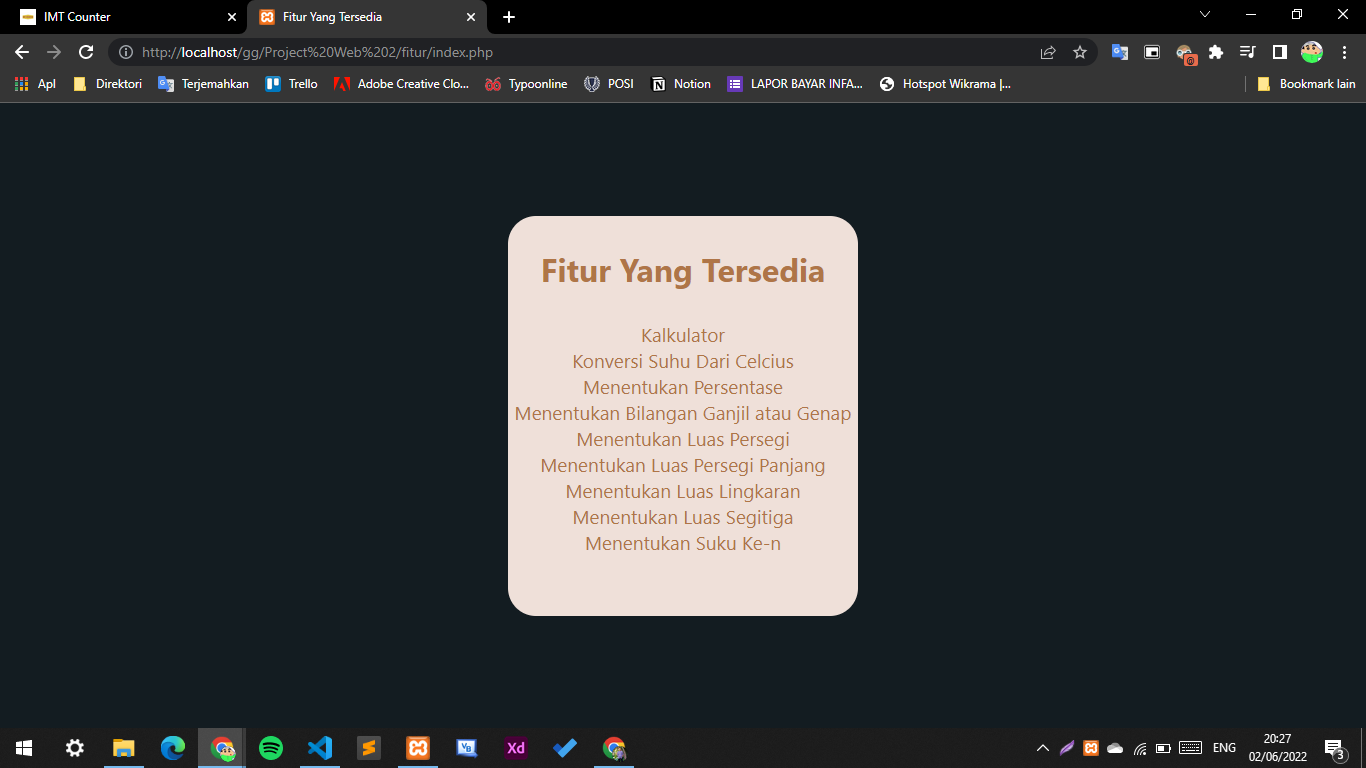 IMT Counter
Fitur Yang Tersedia
http://localhost/gg/Project%20Web%202/fitur/index.php
Apl
Direktori
Terjemahkan
Trello
Adobe Creative Clo...
Typoonline
POSI
Notion
LAPOR BAYAR INFA...
Hotspot Wikrama |...
Bookmark lain
Fitur Yang Tersedia
Kalkulator
Konversi Suhu Dari Celcius
Menentukan Persentase
Menentukan Bilangan Ganjil atau Genap
Menentukan Luas Persegi
Menentukan Luas Persegi Panjang
Menentukan Luas Lingkaran
Menentukan Luas Segitiga
Menentukan Suku Ke-n
Xd
ENG
20:27
02/06/2022
3